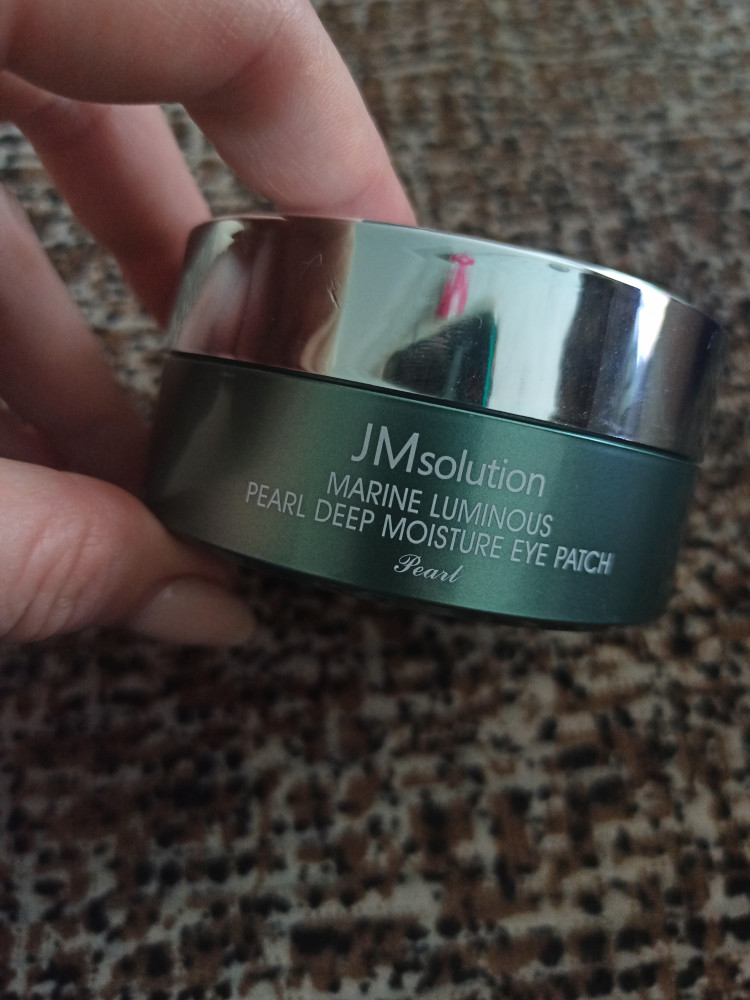 JMsolution
MARINE LUMINOUS
PEARL DEEP MOISTURE EYE PATCH
Pearl